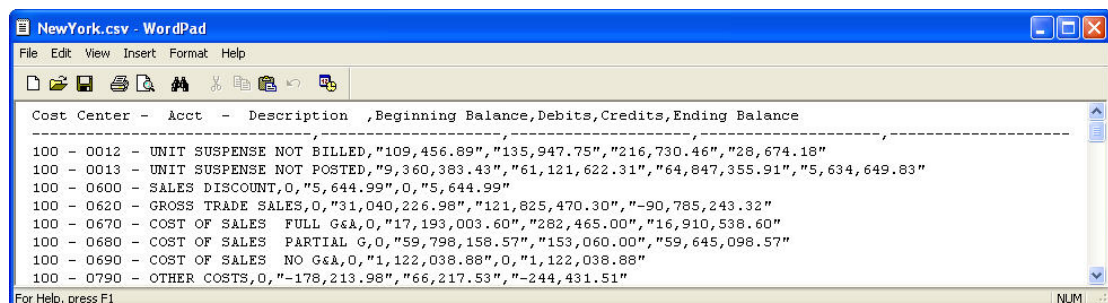 NewYork.csv - WordPad
File Edit View Insert Format Help
Cost Center - Acct - Description ,Beginning Balance,Debits,Credits,Ending Balance
----------------------------,------------------,------------------,------------------,------------------
100 - 0012 - UNIT SUSPENSE NOT BILLED,"109,456.89","135,947.75","216,730.46","28,674.18"
100 - 0013 - UNIT SUSPENSE NOT POSTED,"9,360,383.43","61,121,622.31","64,847,355.91","5,634,649.83"
100 - 0600 - SALES DISCOUNT,0,"5,644.99",0,"5,644.99"
100 - 0620 - GROSS TRADE SALES,0,"31,040,226.98","121,825,470.30","-90,785,243.32"
100 - 0670 - COST OF SALES  FULL G&A,0,"17,193,003.60","282,465.00","16,910,538.60"
100 - 0680 - COST OF SALES  PARTIAL G,0,"59,798,158.57","153,060.00","59,645,098.57"
100 - 0690 - COST OF SALES  NO G&A,0,"1,122,038.88",0,"1,122,038.88"
100 - 0790 - OTHER COSTS,0,"-178,213.98","66,217.53","-244,431.51"
For Help, press F1
NUM